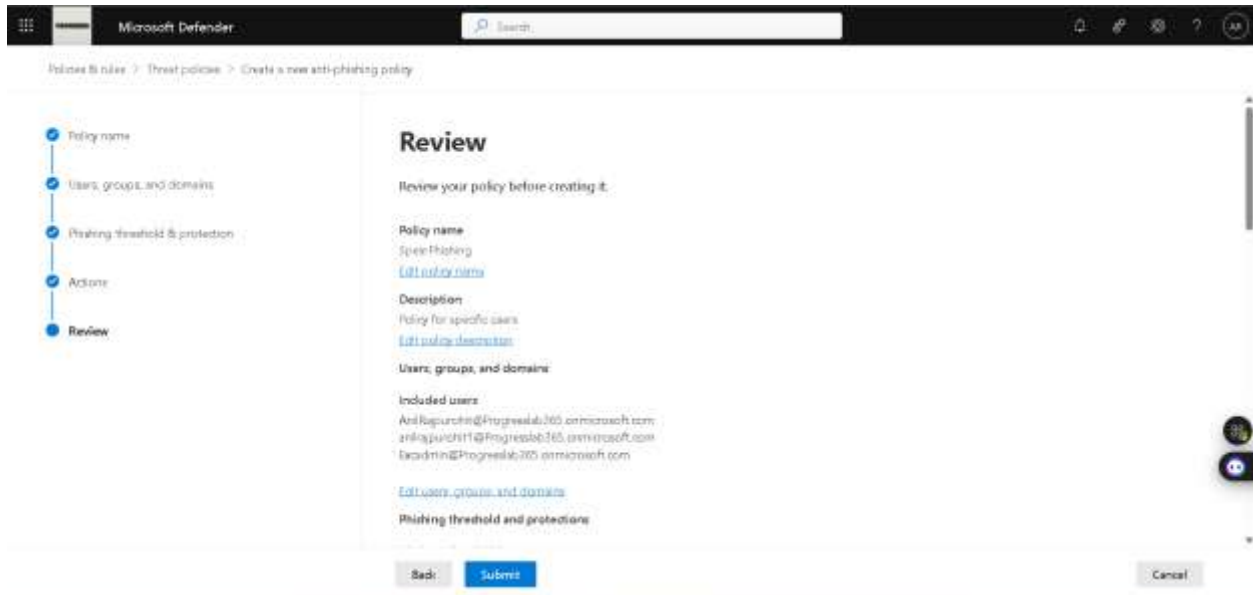 Microsoft Defender
Search
Policies & rules > Threat policies > Create a new anti-phishing policy
Policy name
Users, groups, and domains
Phishing threshold & protection
Actions
Review
Review
Review your policy before creating it.
Policy name
Phishing
Edit policy name
Description
Policy for specific users
Edit policy description
Users, groups, and domains
Included users
Edit users, groups, and domains
Phishing threshold and protections
Back
Submit
Cancel